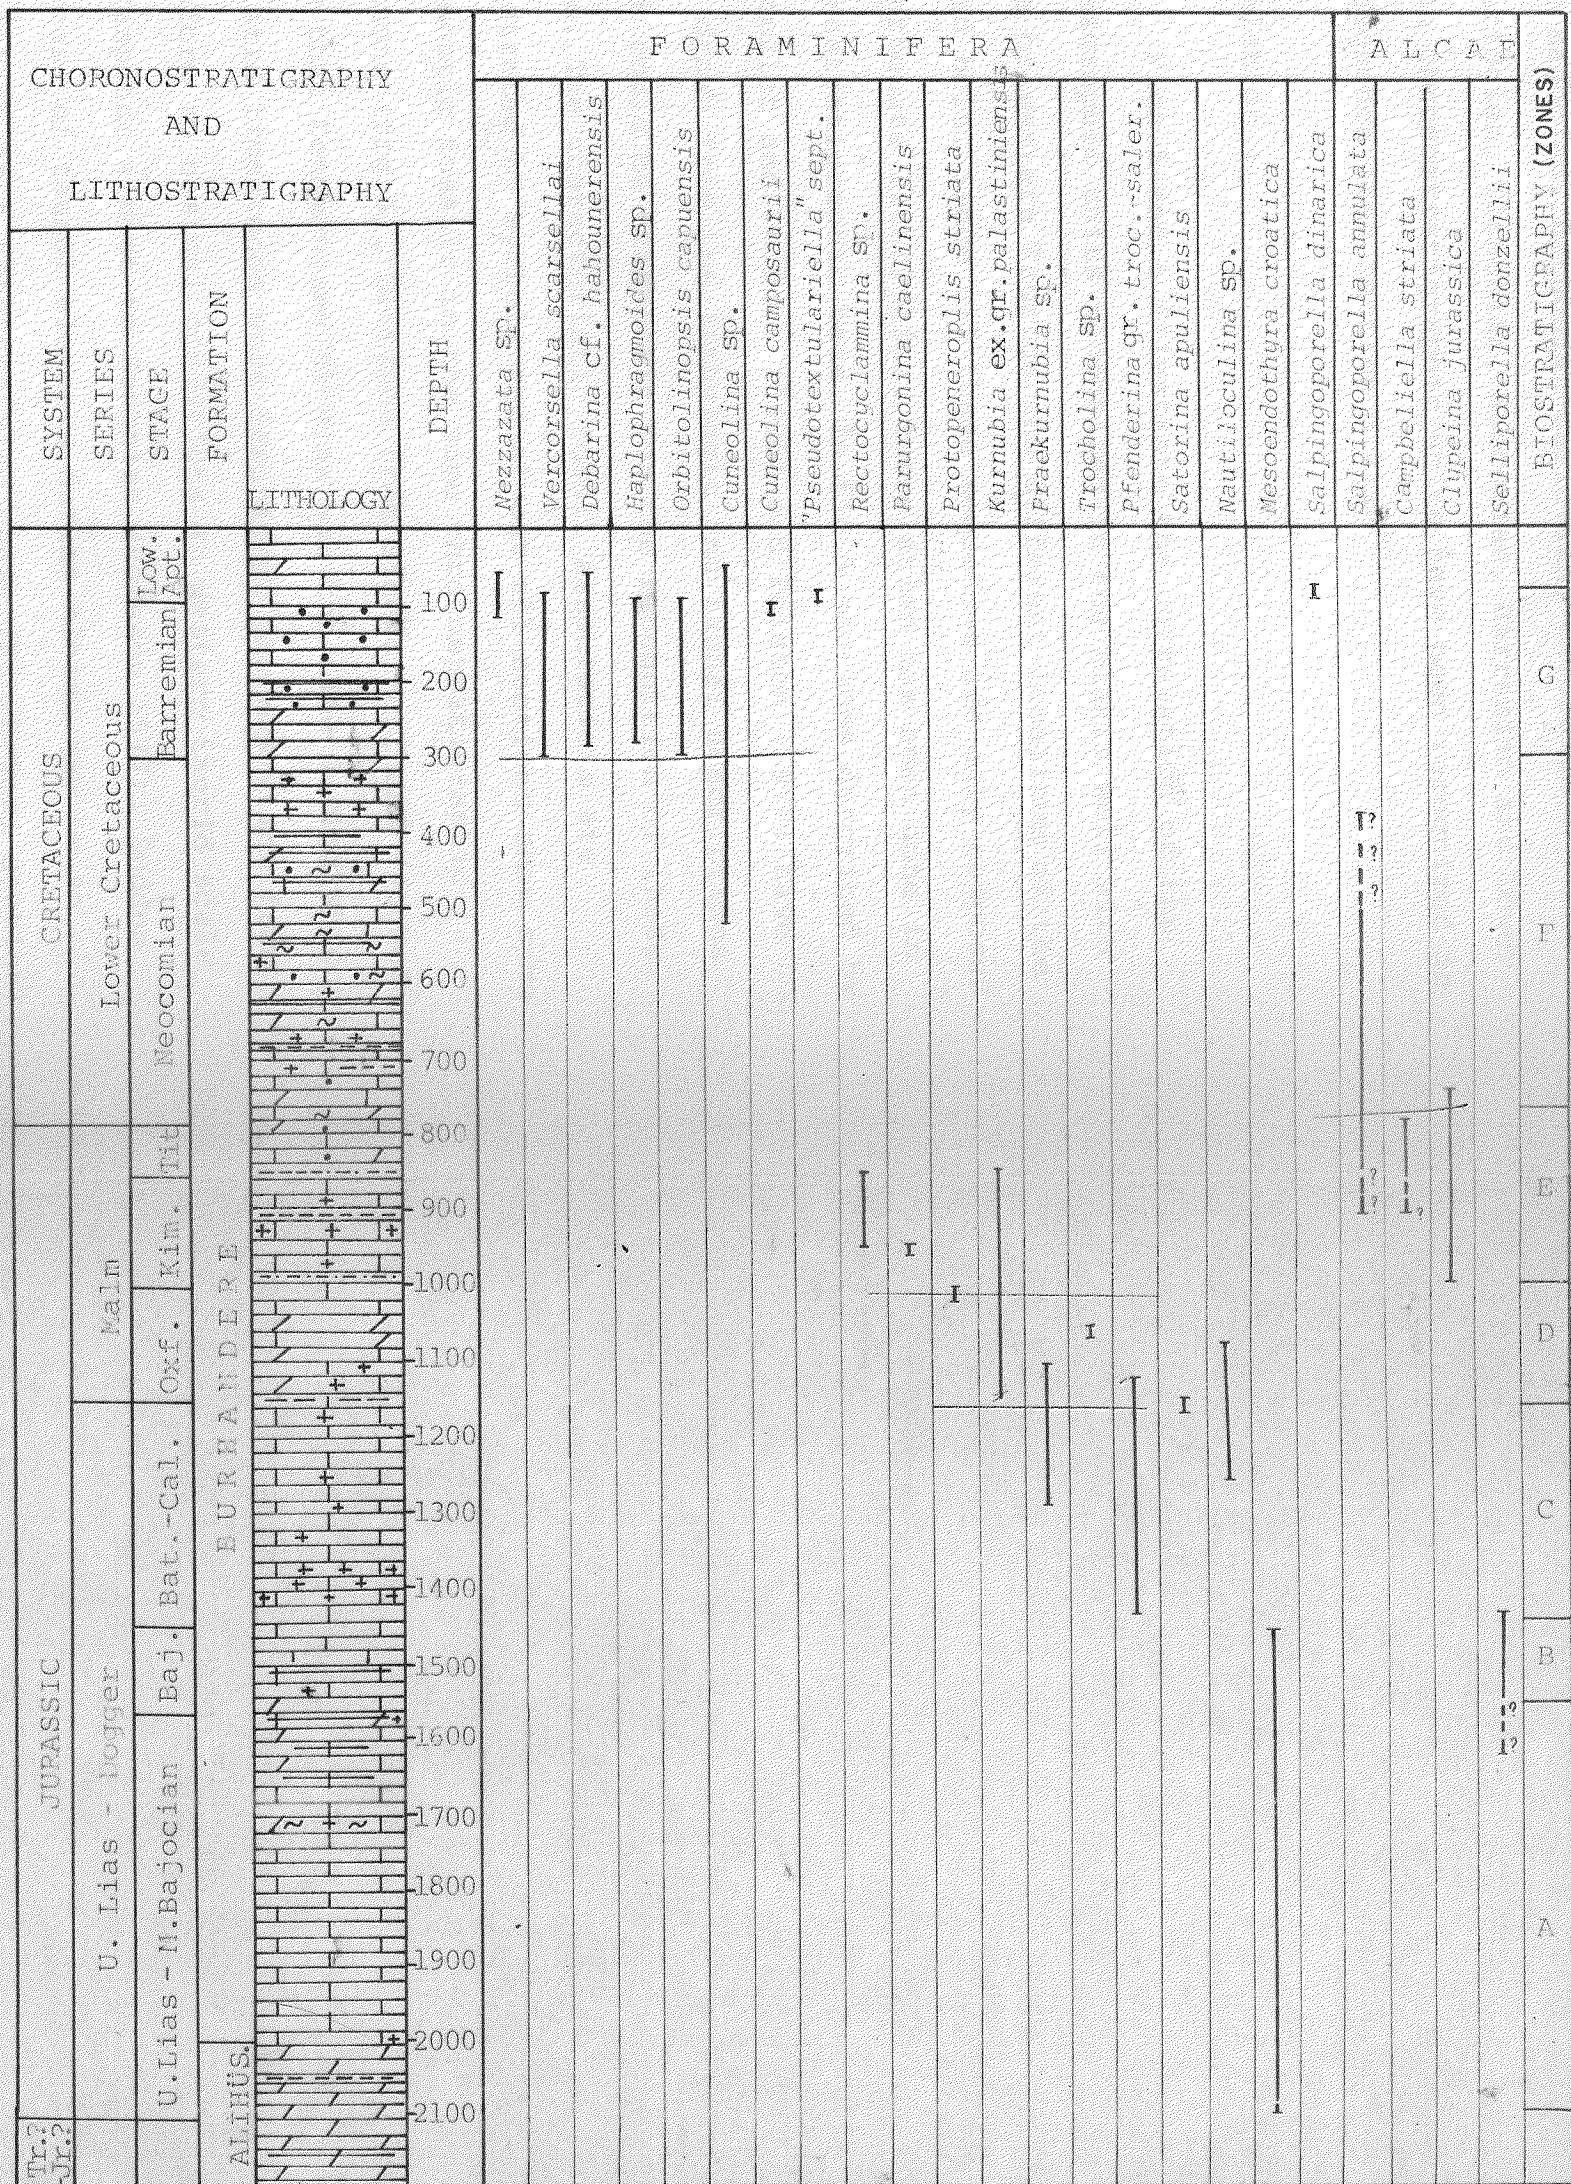 FORAMINIFERA
ALCAE
CHORONOSTRATIGRAPHY
AND
LITHOSTRATIGRAPHY
SYSTEM
SERIES
STAGE
FORMATION
LITHOLOGY
DEPTH
Nezzazata sp.
Vercorsella scarsellai
Debarina cf. hahounerensis
Haplophragmoides sp.
Orbitolinopsis capuensis
Cuneolina sp.
Cuneolina camposaurii
"Pseudotextulariella" sept.
Rectocyclammina sp.
Parurgonina caelinensis
Protopeneroplis striata
Kurnubia ex.gr.palastiniensis
Praekurnubia sp.
Trocholina sp.
Pfenderina gr. troc.-saler.
Satorina apuliensis
Nautiloculina sp.
Mesoendothyra croatica
Salpingoporella dinarica
Salpingoporella annulata
Campbeliella striata
Clupeina jurassica
Selliporella donzellii
BIOSTRATIGRAPHY (ZONES)
CRETACEOUS
JURASSIC
Tr.?
Jr.?
Lower Cretaceous
Malm
U. Lias - Dogger
Low.
Apt.
Barremian
Neocomian
Tit
Kim.
Oxf.
Bat.-Cal.
Baj.
U.Lias-M.Bajocian
BURHANDERE
ALIHÜS.
100
200
300
400
500
600
700
800
900
1000
1100
1200
1300
1400
1500
1600
1700
1800
1900
2000
2100
?
?
?
?
?
?
?
?
G
F
E
D
C
B
A